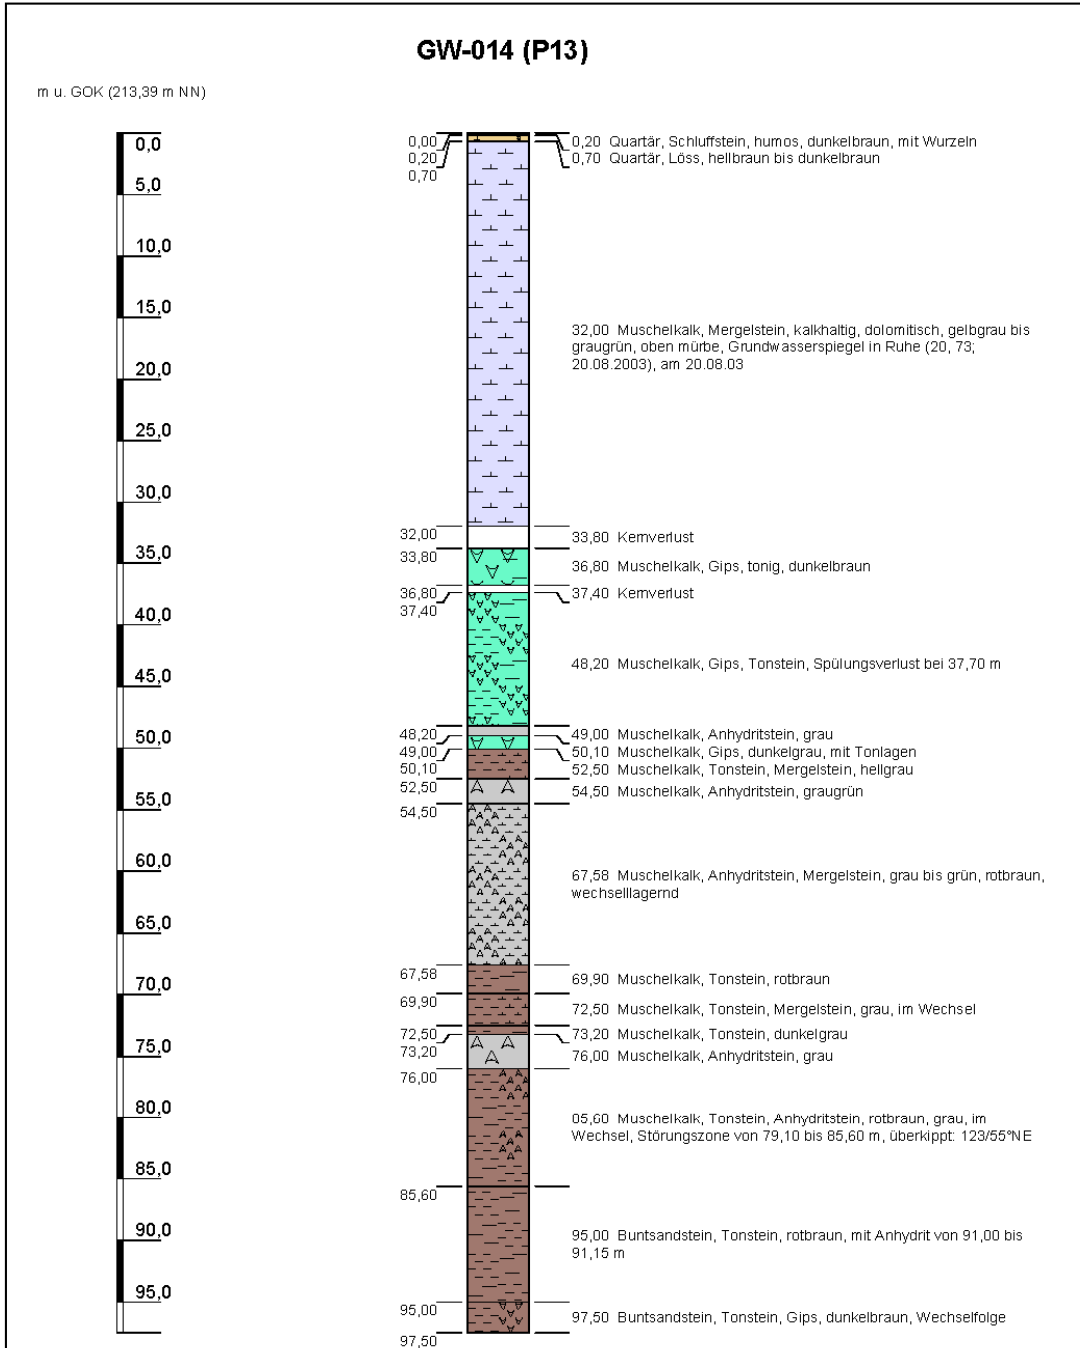 GW-014 (P13)
m u. GOK (213,39 m NN)
0,0
5,0
10,0
15,0
20,0
25,0
30,0
35,0
40,0
45,0
50,0
55,0
60,0
65,0
70,0
75,0
80,0
85,0
90,0
95,0
0,00
0,20
0,70
32,00
33,80
36,80
37,40
48,20
49,00
50,10
52,50
54,50
67,58
69,90
72,50
73,20
76,00
85,60
95,00
97,50
0,20 Quartär, Schluffstein, humos, dunkelbraun, mit Wurzeln
0,70 Quartär, Löss, hellbraun bis dunkelbraun
32,00 Muschelkalk, Mergelstein, kalkhaltig, dolomitisch, gelbgrau bis
graugrün, oben mürbe, Grundwasserspiegel in Ruhe (20, 73;
20.08.2003), am 20.08.03
33,80 Kernverlust
36,80 Muschelkalk, Gips, tonig, dunkelbraun
37,40 Kernverlust
48,20 Muschelkalk, Gips, Tonstein, Spülungsverlust bei 37,70 m
49,00 Muschelkalk, Anhydritstein, grau
50,10 Muschelkalk, Gips, dunkelgrau, mit Tonlagen
52,50 Muschelkalk, Tonstein, Mergelstein, hellgrau
54,50 Muschelkalk, Anhydritstein, graugrün
67,58 Muschelkalk, Anhydritstein, Mergelstein, grau bis grün, rotbraun,
wechselllagernd
69,90 Muschelkalk, Tonstein, rotbraun
72,50 Muschelkalk, Tonstein, Mergelstein, grau, im Wechsel
73,20 Muschelkalk, Tonstein, dunkelgrau
76,00 Muschelkalk, Anhydritstein, grau
85,60 Muschelkalk, Tonstein, Anhydritstein, rotbraun, grau, im
Wechsel, Störungszone von 79,10 bis 85,60 m, überkippt: 123/55°NE
95,00 Buntsandstein, Tonstein, rotbraun, mit Anhydrit von 91,00 bis
91,15 m
97,50 Buntsandstein, Tonstein, Gips, dunkelbraun, Wechselfolge